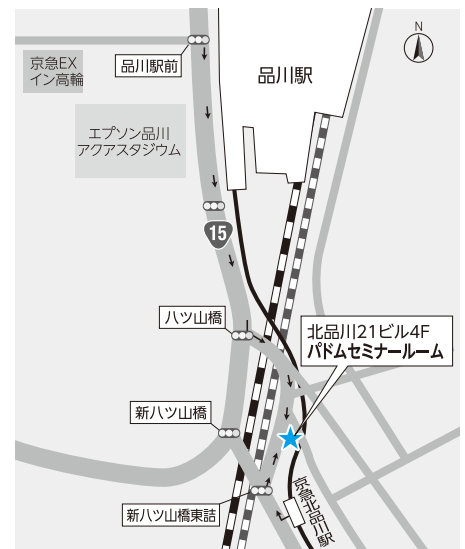 N
品川駅前
品川駅
京急EX
イン高輪
エプソン品川
アクアスタジウム
15
八ツ山橋
北品川21ビル4F
パドムセミナールーム
新八ツ山橋
新八ツ山橋東詰
京急北品川駅